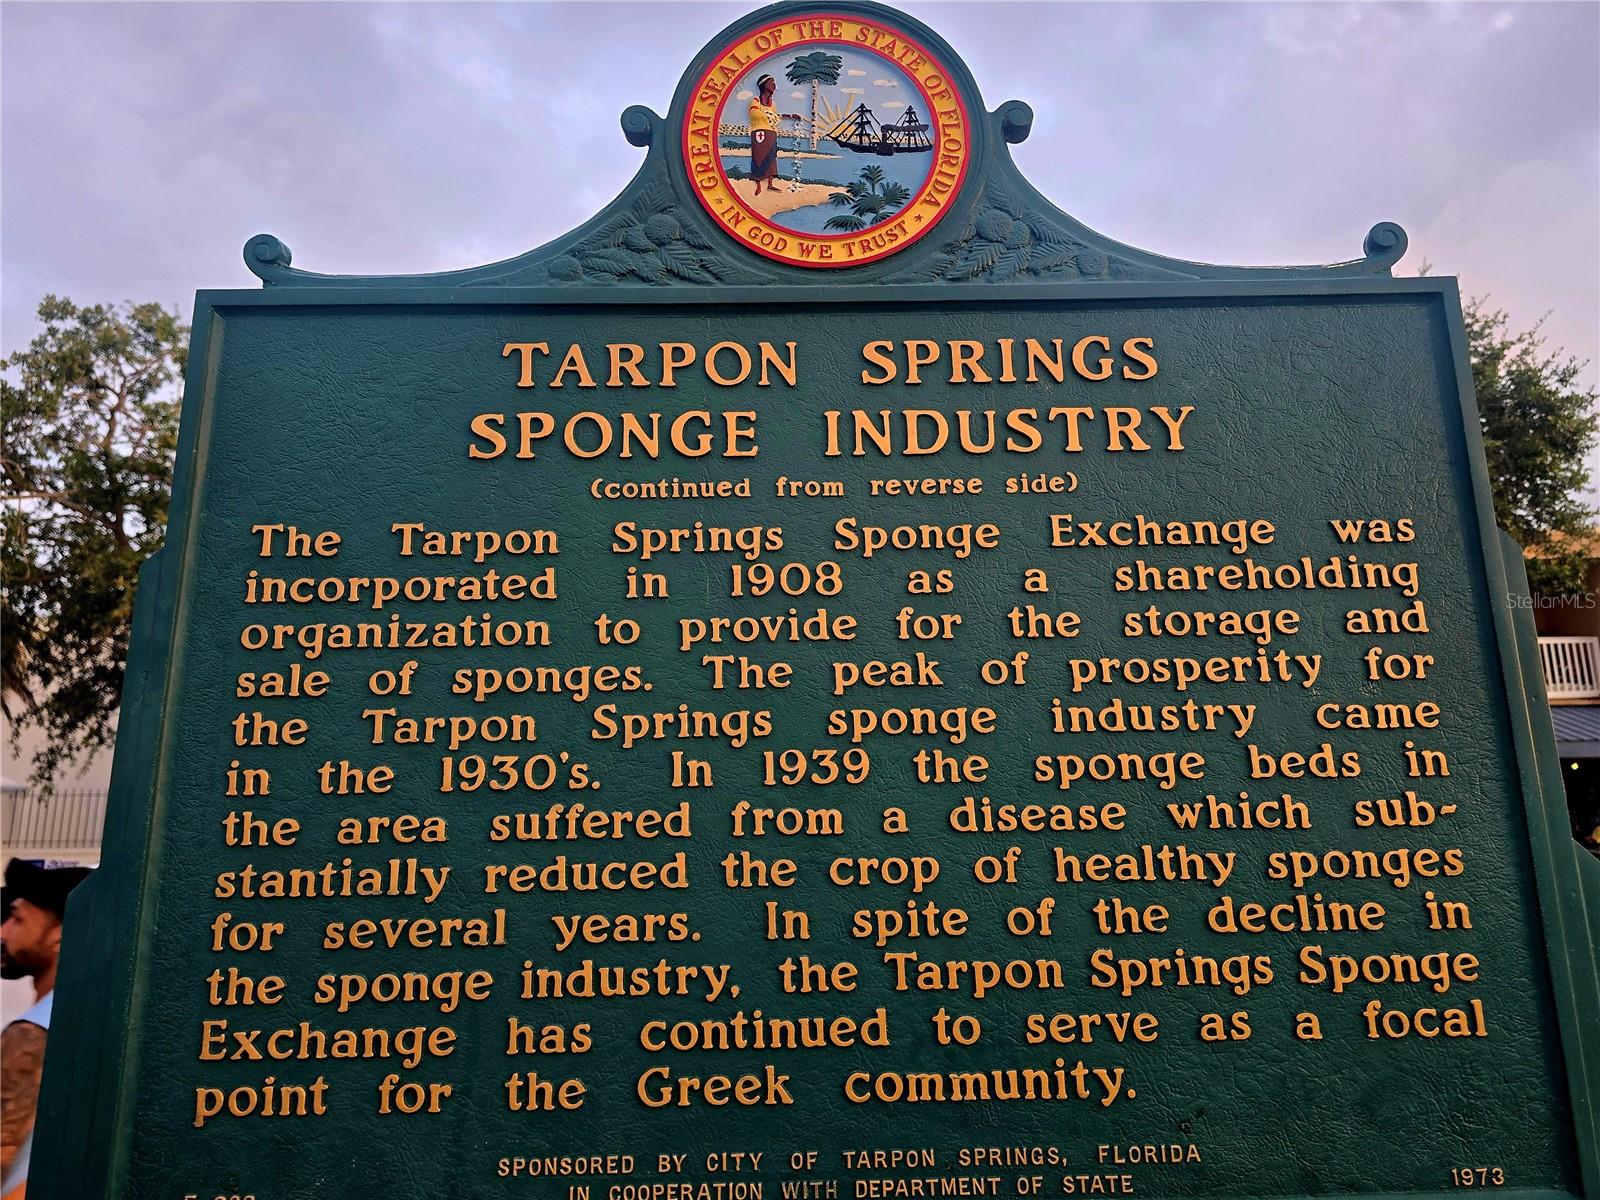 GREAT SEAL OF THE STATE OF FLORIDA
IN GOD WE TRUST
TARPON SPRINGS
SPONGE INDUSTRY
(continued from reverse side)
The Tarpon Springs Sponge Exchange was
incorporated in 1908 as a shareholding
organization to provide for the storage and
sale of sponges. The peak of prosperity for
the Tarpon Springs sponge industry came
in the 1930's. In 1939 the sponge beds in
the area suffered from a disease which sub-
stantially reduced the crop of healthy sponges
for several years. In spite of the decline in
the sponge industry, the Tarpon Springs Sponge
Exchange has continued to serve as a focal
point for the Greek community.
SPONSORED BY CITY OF TARPON SPRINGS, FLORIDA
IN COOPERATION WITH DEPARTMENT OF STATE
1973
StellarMLS